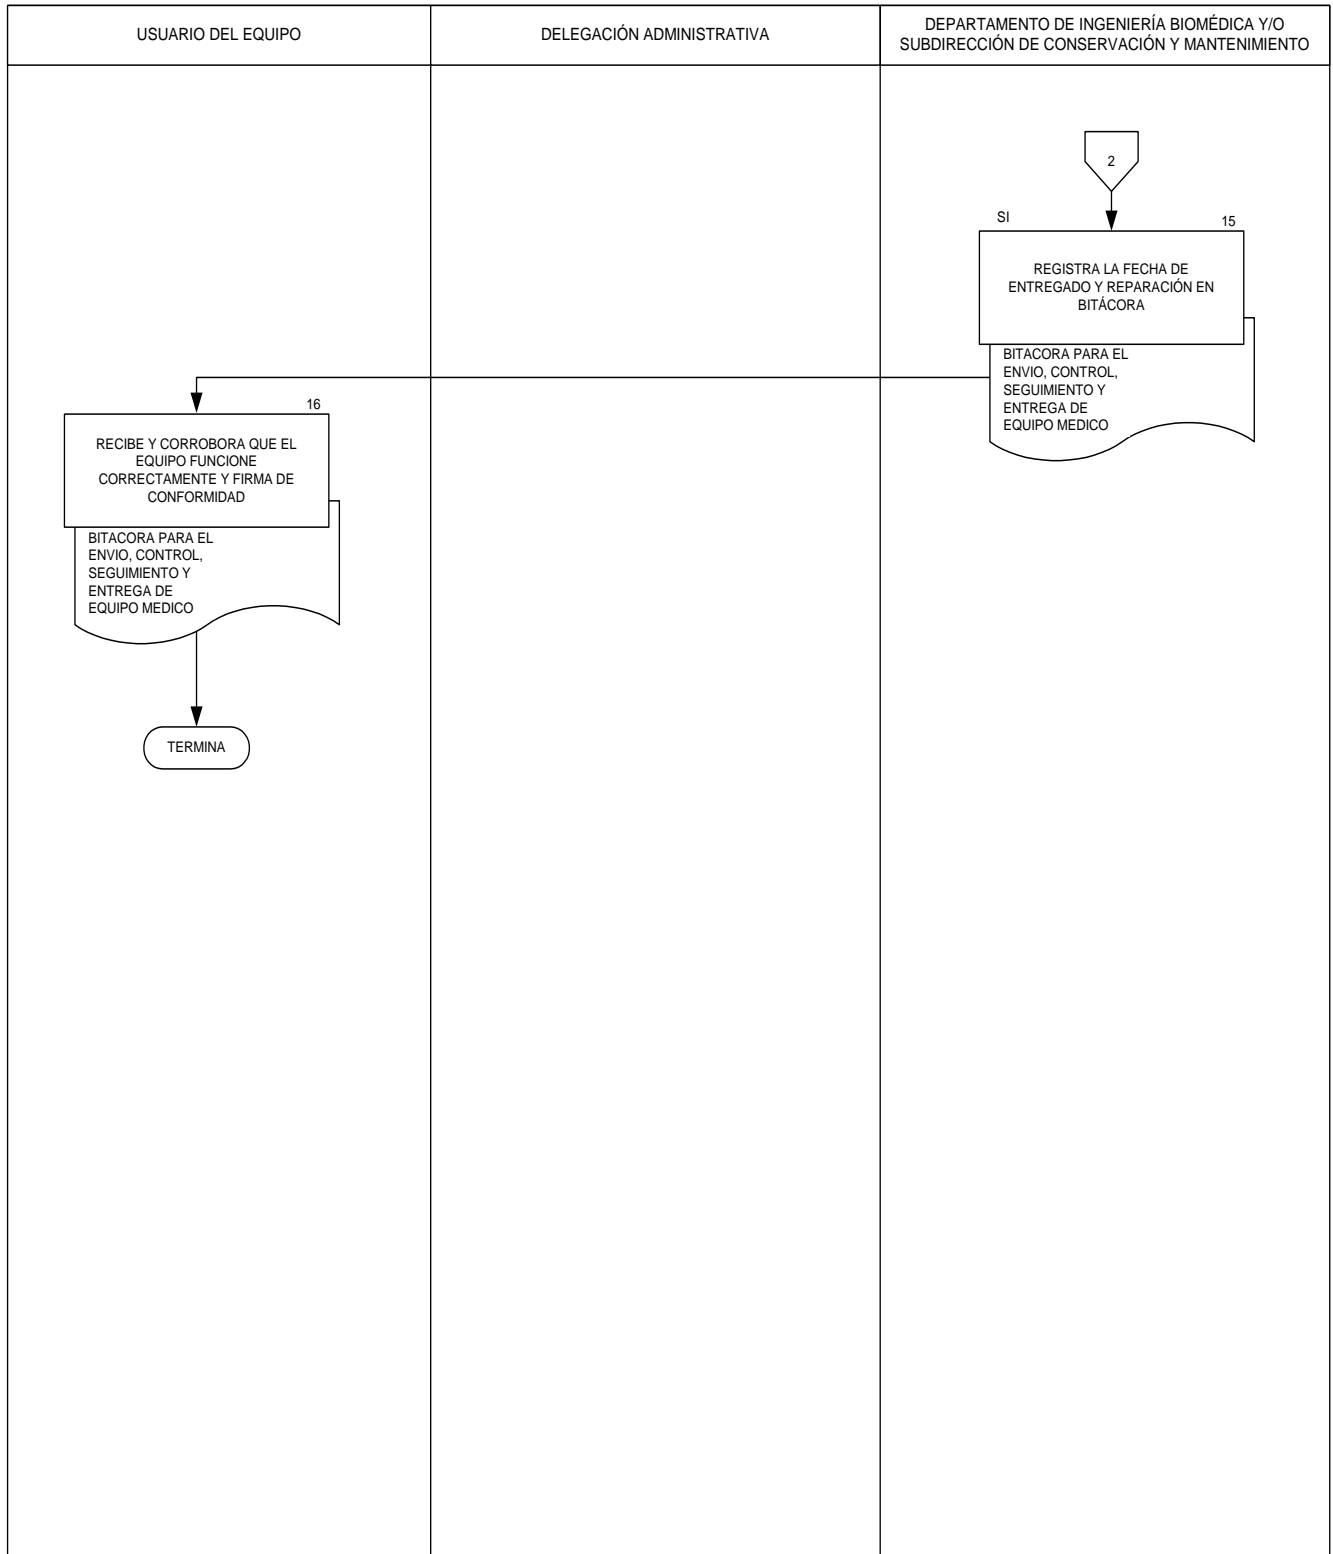 USUARIO DEL EQUIPO
DELEGACIÓN ADMINISTRATIVA
DEPARTAMENTO DE INGENIERÍA BIOMÉDICA Y/O
SUBDIRECCIÓN DE CONSERVACIÓN Y MANTENIMIENTO
2
SI
15
REGISTRA LA FECHA DE
ENTREGADO Y REPARACIÓN EN
BITÁCORA
BITACORA PARA EL
ENVIO, CONTROL,
SEGUIMIENTO Y
ENTREGA DE
EQUIPO MEDICO
16
RECIBE Y CORROBORA QUE EL
EQUIPO FUNCIONE
CORRECTAMENTE Y FIRMA DE
CONFORMIDAD
BITACORA PARA EL
ENVIO, CONTROL,
SEGUIMIENTO Y
ENTREGA DE
EQUIPO MEDICO
TERMINA